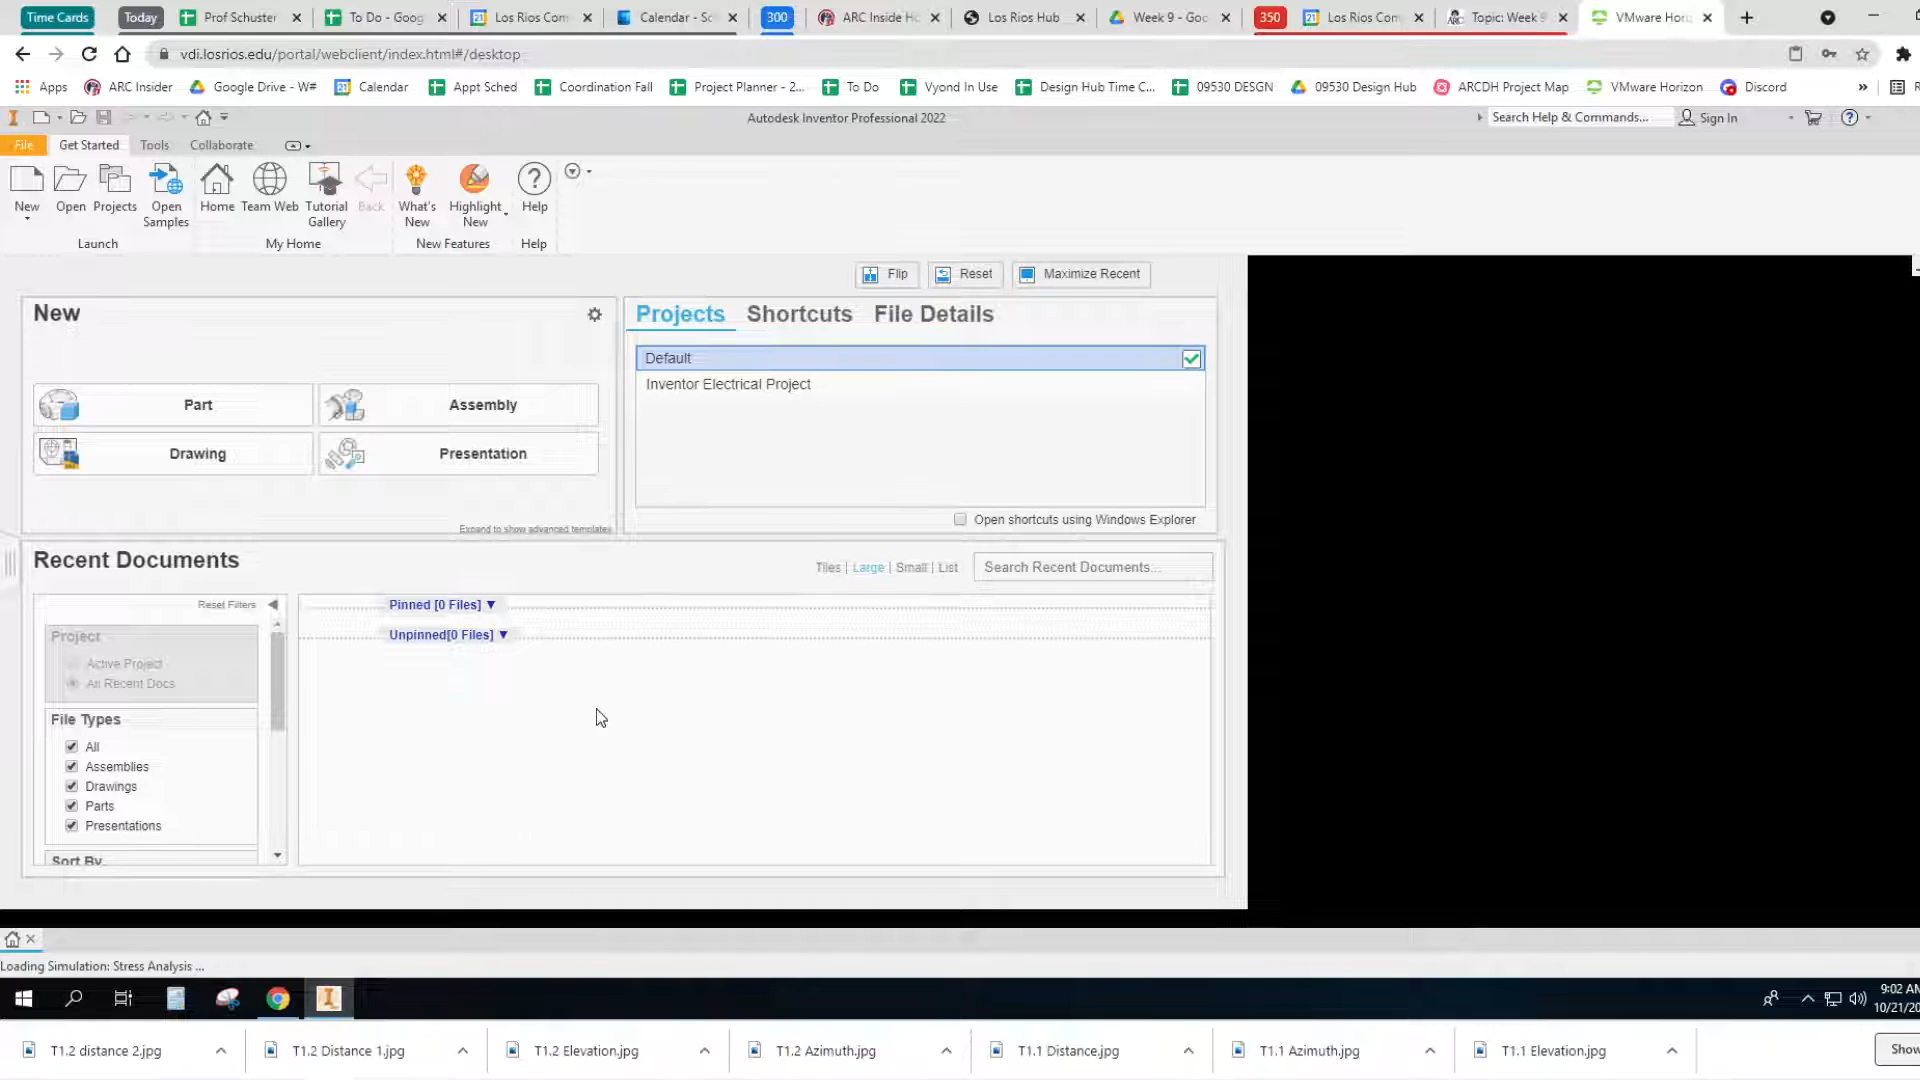 Time Cards Today Prof Schuster To Do - Goog Los Rios Com Calendar - Sc 300 ARC Inside Ho Los Rios Hub Week 9 - Goo 350 Los Rios Com Topic: Week 9 VMware Hori
vdi.losrios.edu/portal/webclient/index.html#/desktop
Apps ARC Insider Google Drive - W# Calendar Appt Sched Coordination Fall Project Planner - 2... To Do Vyond In Use Design Hub Time C... 09530 DESGN 09530 Design Hub ARCDH Project Map VMware Horizon Discord »
Autodesk Inventor Professional 2022 Search Help & Commands... Sign In
File Get Started Tools Collaborate
New Open Projects Open Samples Home Team Web Tutorial Gallery Back What's New Highlight New Help
Launch My Home New Features Help
Flip Reset Maximize Recent
New
Projects Shortcuts File Details
Default
Inventor Electrical Project
Part Assembly
Drawing Presentation
Open shortcuts using Windows Explorer
Expand to show advanced templates
Recent Documents
Tiles | Large | Small | List Search Recent Documents...
Reset Filters
Pinned [0 Files] ▼
Unpinned[0 Files] ▼
Project
Active Project
All Recent Docs
File Types
All
Assemblies
Drawings
Parts
Presentations
Sort By
Loading Simulation: Stress Analysis ...
9:02 AM
10/21/20
T1.2 distance 2.jpg T1.2 Distance 1.jpg T1.2 Elevation.jpg T1.2 Azimuth.jpg T1.1 Distance.jpg T1.1 Azimuth.jpg T1.1 Elevation.jpg Show